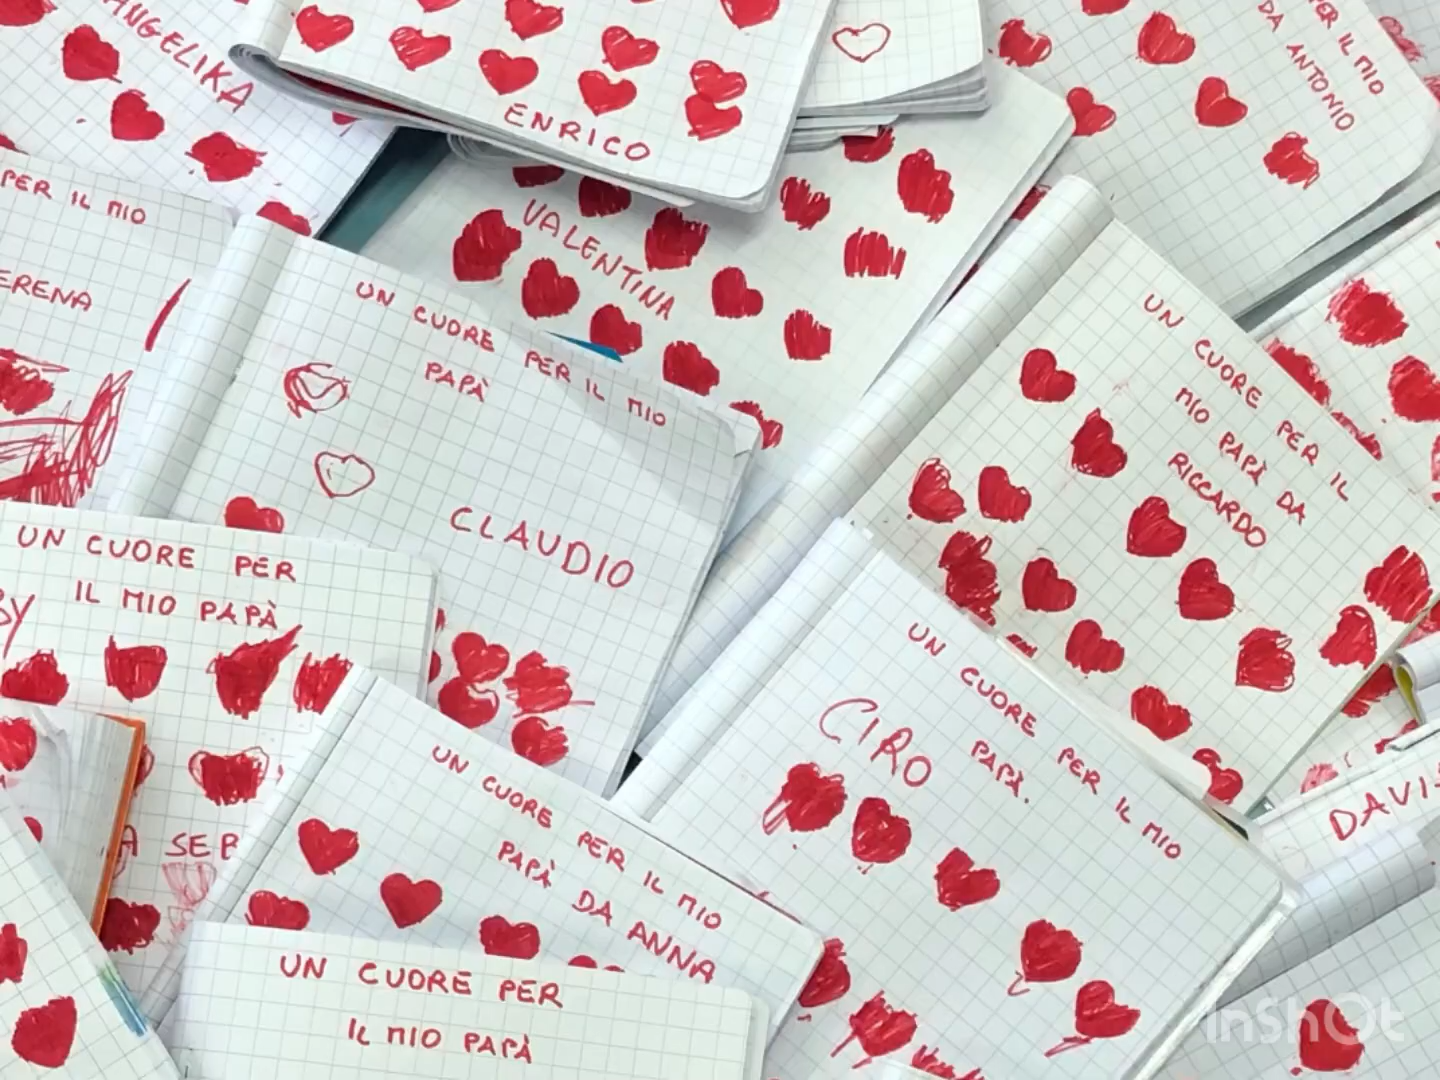 ANGELIKA
ENRICO
PER IL MIO
DA ANTONIO
PER IL MIO
VALENTINA
UN CUORE PER IL MIO
PAPÀ
CLAUDIO
UN CUORE PER IL
MIO PAPÀ DA
RICCARDO
UN CUORE PER
IL MIO PAPÀ
UN CUORE PER IL MIO
PAPÀ.
CIRO
UN CUORE PER IL MIO
PAPÀ DA ANNA
UN CUORE PER
IL MIO PAPÀ
InShOt